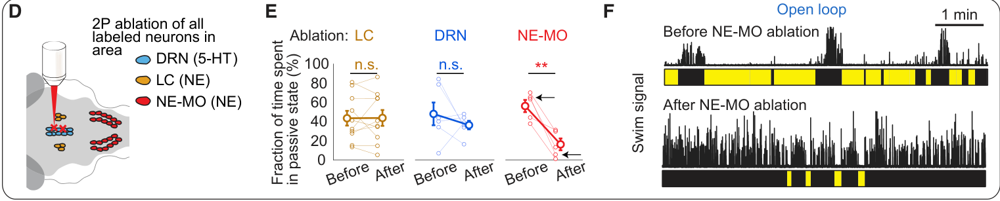 D
2P ablation of all
labeled neurons in
area
DRN (5-HT)
LC (NE)
NE-MO (NE)
E
Ablation: LC
DRN
NE-MO
Fraction of time spent
in passive state (%)
100
80
60
40
20
0
n.s.
n.s.
**
Before
After
Before
After
Before
After
F
Open loop
1 min
Before NE-MO ablation
After NE-MO ablation
Swim signal